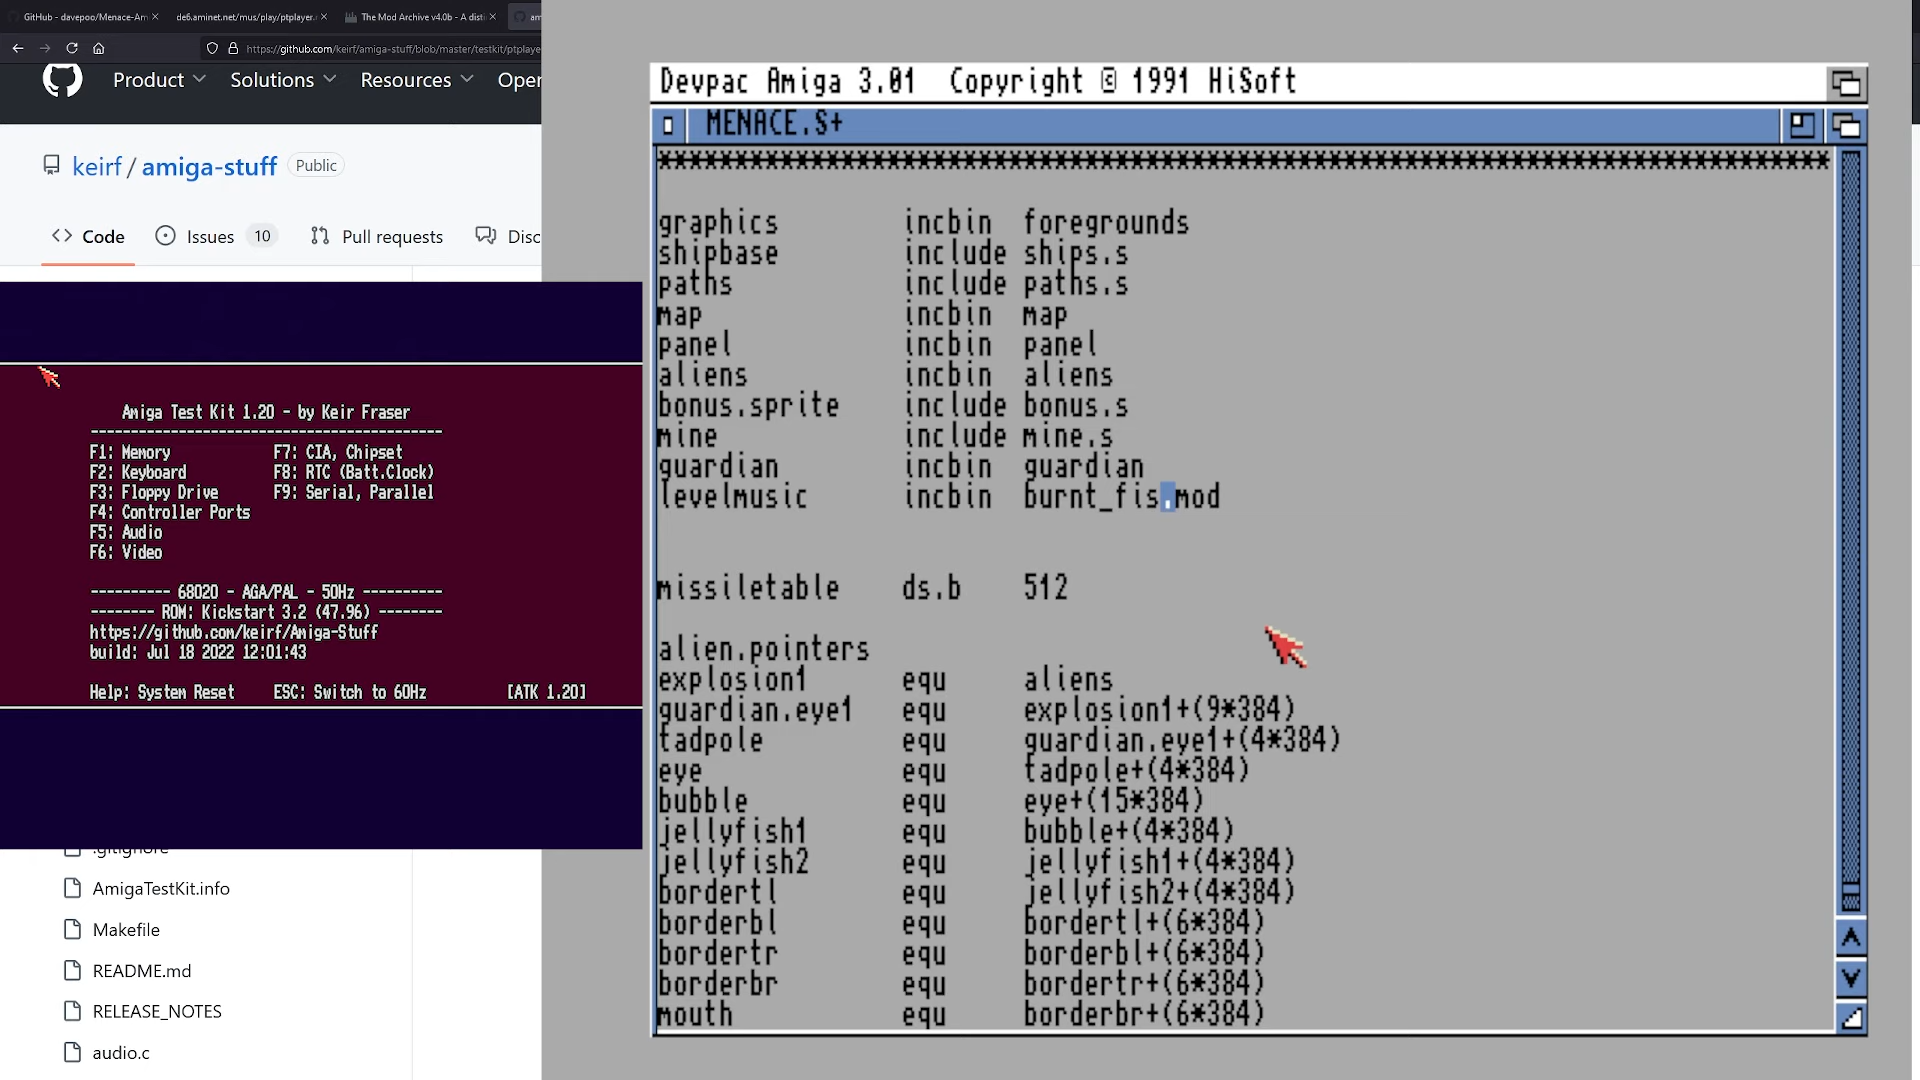 GitHub - davepoo/Menace-Am
de6.aminet.net/mus/play/ptplayer.
The Mod Archive v4.0b - A dist
am
https://github.com/keirf/amiga-stuff/blob/master/testkit/ptplaye
Product
Solutions
Resources
Open
keirf / amiga-stuff
Public
Code
Issues 10
Pull requests
Disc
Amiga Test Kit 1.20 - by Keir Fraser
--------------------------------------------
F1: Memory F7: CIA, Chipset
F2: Keyboard F8: RTC (Batt.Clock)
F3: Floppy Drive F9: Serial, Parallel
F4: Controller Ports
F5: Audio
F6: Video
---------- 68020 - AGA/PAL - 50Hz ----------
-------- ROM: Kickstart 3.2 (47.96) --------
https://github.com/keirf/Amiga-Stuff
build: Jul 18 2022 12:01:43
Help: System Reset ESC: Switch to 60Hz [ATK 1.20]
.gitignore
AmigaTestKit.info
Makefile
README.md
RELEASE_NOTES
audio.c
Devpac Amiga 3.01 Copyright © 1991 HiSoft
MENACE.S+
******************************************************************************
graphics incbin foregrounds
shipbase include ships.s
paths include paths.s
map incbin map
panel incbin panel
aliens incbin aliens
bonus.sprite include bonus.s
mine include mine.s
guardian incbin guardian
levelmusic incbin burnt_fis.mod
missiletable ds.b 512
alien.pointers
explosion1 equ aliens
guardian.eye1 equ explosion1+(9*384)
tadpole equ guardian.eye1+(4*384)
eye equ tadpole+(4*384)
bubble equ eye+(15*384)
jellyfish1 equ bubble+(4*384)
jellyfish2 equ jellyfish1+(4*384)
bordertl equ jellyfish2+(4*384)
borderbl equ bordertl+(6*384)
bordertr equ borderbl+(6*384)
borderbr equ bordertr+(6*384)
mouth equ borderbr+(6*384)